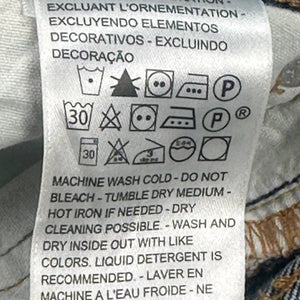 EXCLUANT L'ORNEMENTATION -
EXCLUYENDO ELEMENTOS
DECORATIVOS - EXCLUINDO
DECORAÇÃO
P
30 P ®
30
MACHINE WASH COLD - DO NOT
BLEACH - TUMBLE DRY MEDIUM -
HOT IRON IF NEEDED - DRY
CLEANING POSSIBLE. - WASH AND
DRY INSIDE OUT WITH LIKE
COLORS. LIQUID DETERGENT IS
RECOMMENDED. - LAVER EN
MACHINE A L'EAU FROIDE - NE